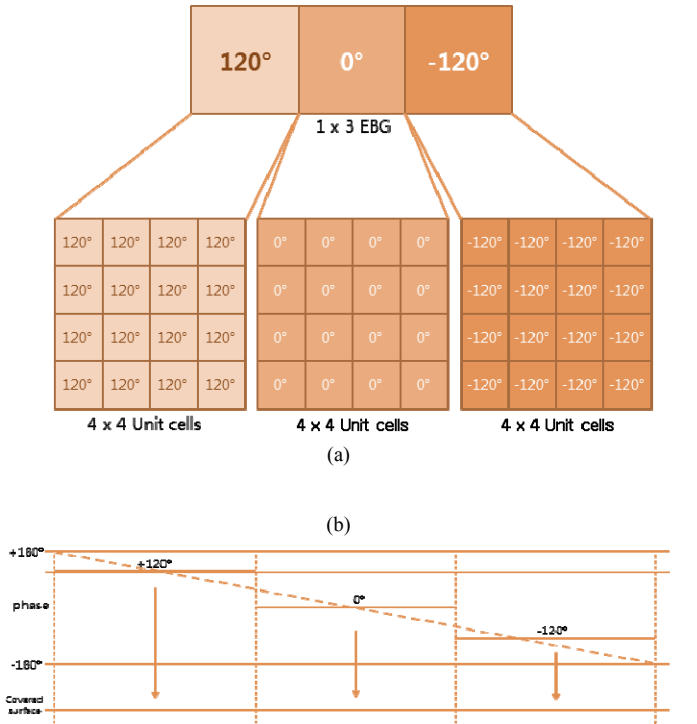 120° 0° -120°
1 x 3 EBG
120° 120° 120° 120° 0° 0° 0° 0° -120° -120° -120° -120°
120° 120° 120° 120° 0° 0° 0° 0° -120° -120° -120° -120°
120° 120° 120° 120° 0° 0° 0° 0° -120° -120° -120° -120°
120° 120° 120° 120° 0° 0° 0° 0° -120° -120° -120° -120°
4 x 4 Unit cells 4 x 4 Unit cells 4 x 4 Unit cells
(a)
(b)
+180°
+120°
phase 0°
-120°
-180°
Covered
surface